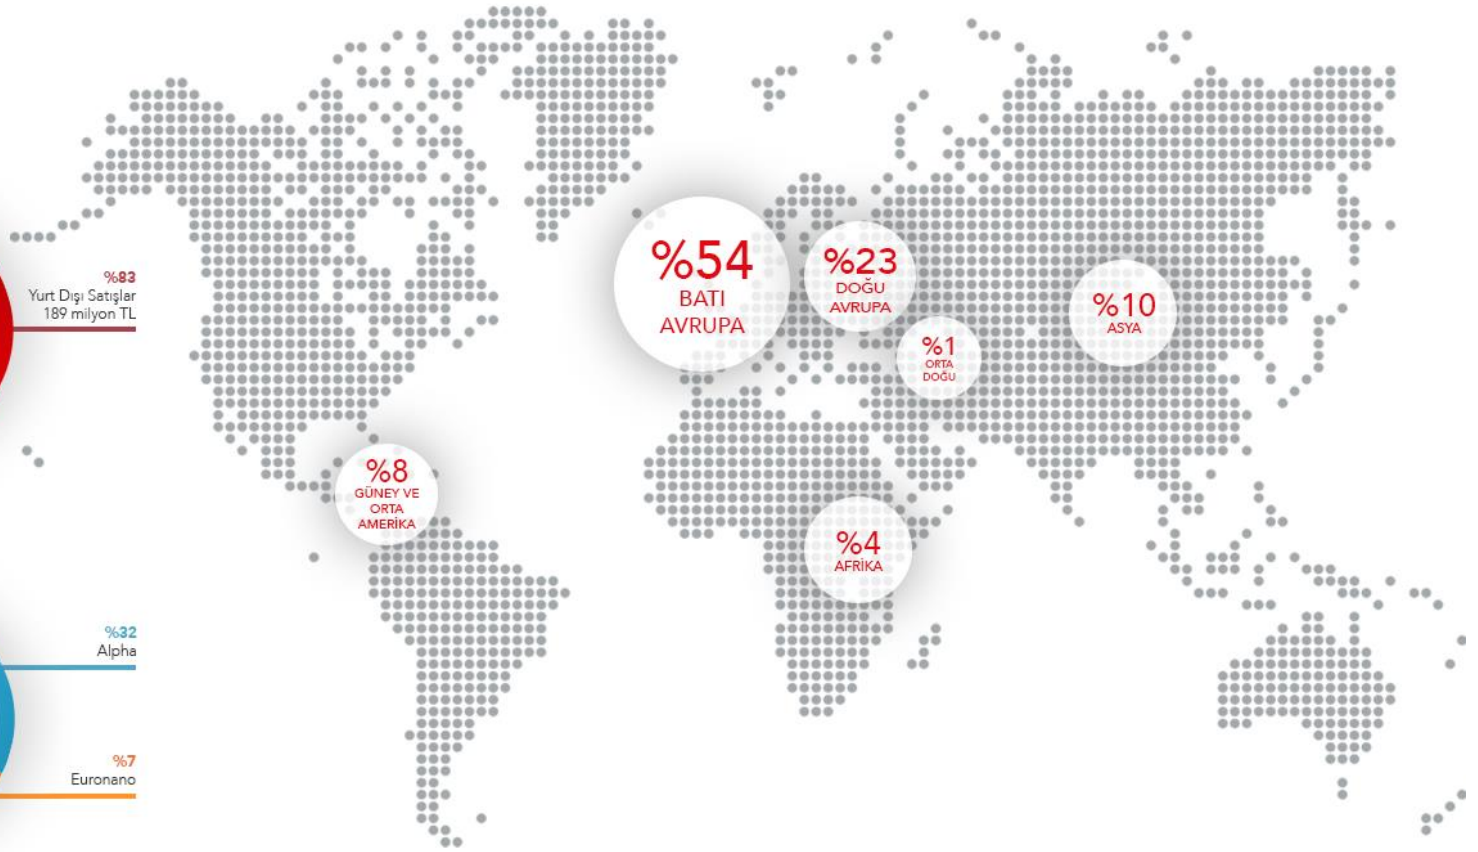 %83
Yurt Dışı Satışlar
189 milyon TL
%32
Alpha
%7
Euronano
%54
BATI
AVRUPA
%23
DOĞU
AVRUPA
%1
ORTA
DOĞU
%10
ASYA
%8
GÜNEY VE
ORTA
AMERİKA
%4
AFRİKA